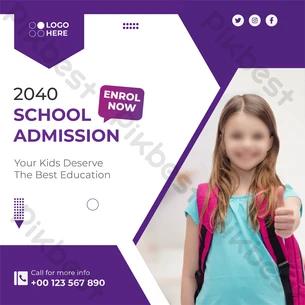 LOGO
HERE
2040
SCHOOL
ADMISSION
ENROL
NOW
Your Kids Deserve
The Best Education
Call for more info
+00 123 567 890
Pikbest